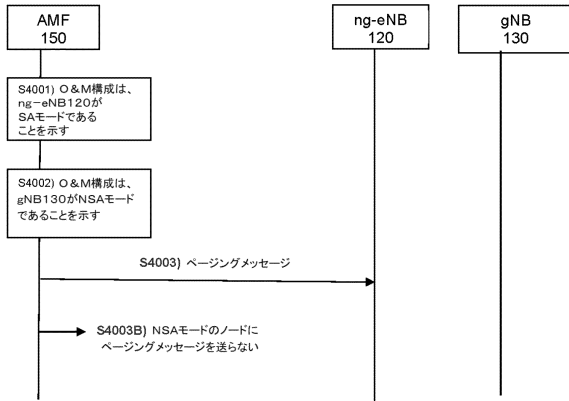 AMF
150
ng-eNB
120
gNB
130
S4001) O&M構成は、
ng-eNB120が
SAモードである
ことを示す
S4002) O&M構成は、
gNB130がNSAモード
であることを示す
S4003) ページングメッセージ
S4003B) NSAモードのノードに
ページングメッセージを送らない